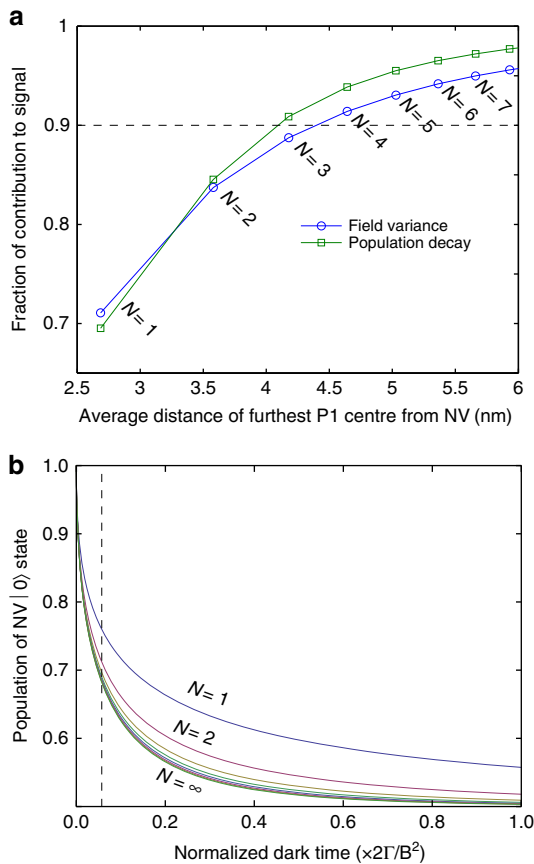 a
Fraction of contribution to signal
1
0.9
0.8
0.7
N = 1
N = 2
N = 3
N = 4
N = 5
N = 6
N = 7
Field variance
Population decay
2.5 3 3.5 4 4.5 5 5.5 6
Average distance of furthest P1 centre from NV (nm)
b
Population of NV |0⟩ state
1.0
0.9
0.8
0.7
0.6
N = 1
N = 2
N = ∞
0.0 0.2 0.4 0.6 0.8 1.0
Normalized dark time (×2Γ/B²)